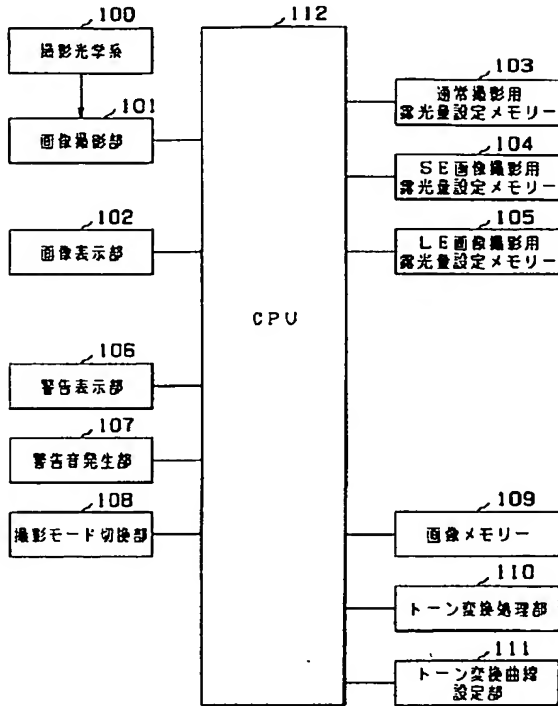 100
撮影光学系
101
画像撮影部
102
画像表示部
106
警告表示部
107
警告音発生部
108
撮影モード切換部
112
CPU
103
通常撮影用
露光量設定メモリー
104
SE画像撮影用
露光量設定メモリー
105
LE画像撮影用
露光量設定メモリー
109
画像メモリー
110
トーン変換処理部
111
トーン変換曲線
設定部